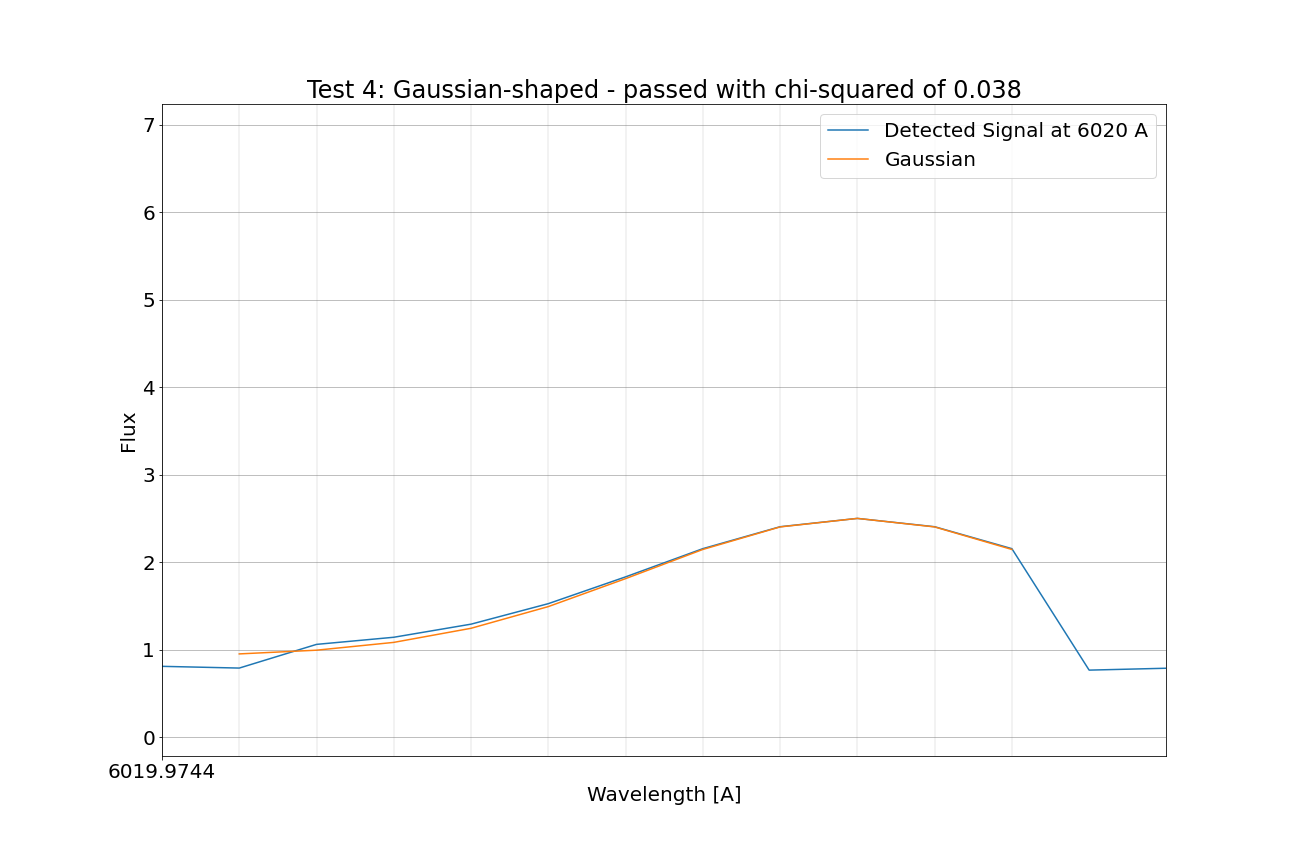 Test 4: Gaussian-shaped - passed with chi-squared of 0.038
Detected Signal at 6020 A
Gaussian
7
6
5
4
3
2
1
0
Flux
6019.9744
Wavelength [A]